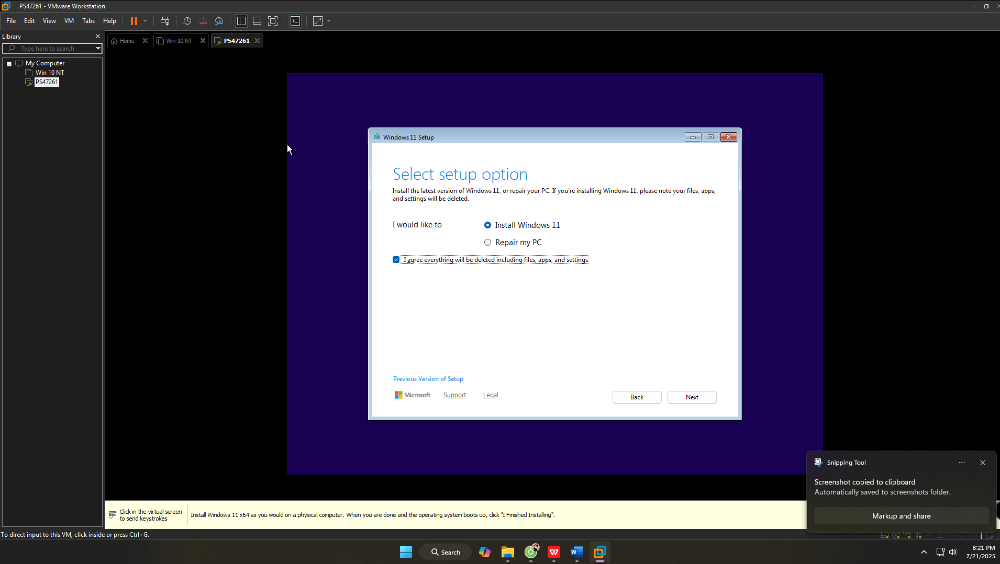 PS47261 - VMware Workstation
File Edit View VM Tabs Help
Library
Type here to search
My Computer
Win 10 NT
PS47261
Home
Win 10 NT
PS47261
Windows 11 Setup
Select setup option
Install the latest version of Windows 11, or repair your PC. If you're installing Windows 11, please note your files, apps,
and settings will be deleted.
I would like to
Install Windows 11
Repair my PC
I agree everything will be deleted including files, apps, and settings
Previous Version of Setup
Microsoft Support Legal
Back Next
Snipping Tool
Screenshot copied to clipboard
Automatically saved to screenshots folder.
Markup and share
Click in the virtual screen
to send keystrokes
Install Windows 11 x64 as you would on a physical computer. When you are done and the operating system boots up, click "I Finished Installing".
To direct input to this VM, click inside or press Ctrl+G.
Search
8:21 PM
7/21/2025